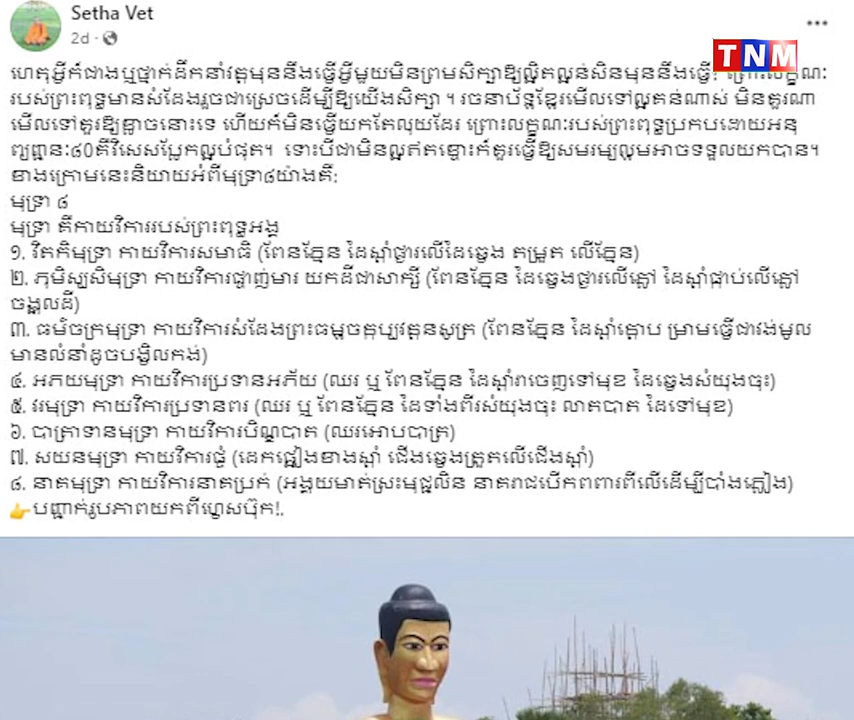 Setha Vet
2d
TNM
ហេតុអ្វីក៏ជាងឬថ្នាក់ដឹកនាំវត្តមុននឹងធ្វើអ្វីមួយមិនព្រមសិក្សាឱ្យល្អិតល្អន់សិនមុននឹងធ្វើ? ព្រោះលក្ខណៈ
របស់ព្រះពុទ្ធមានសំដែងរួចជាស្រេចដើម្បីឱ្យយើងសិក្សា ។ រចនាប័ទ្មខ្មែរមើលទៅល្អគន់ណាស់ មិនគួរណា
មើលទៅគួរឱ្យខ្លាចនោះទេ ហើយក៏មិនធ្វើយកតែលុយដែរ ព្រោះលក្ខណៈរបស់ព្រះពុទ្ធប្រកបដោយអនុ
ព្យព្ជានៈ៨០គឺវិសេសប្លែកល្អបំផុត។ ទោះបីជាមិនល្អឥតខ្ចោះក៏គួរធ្វើឱ្យសមរម្យល្មមអាចទទួលយកបាន។
ខាងក្រោមនេះនិយាយអំពីមុទ្រា៨យ៉ាងគឺ:
មុទ្រា ៨
មុទ្រា គឺកាយវិការរបស់ព្រះពុទ្ធអង្គ
១. វិតកិមុទ្រា កាយវិការសមាធិ (ពែនភ្នែន ដៃស្តាំផ្ងារលើដៃឆ្វេង តម្រួត លើភ្នែន)
២. ភូមិស្បសិមុទ្រា កាយវិការផ្ចាញ់មារ យកដីជាសាក្សី (ពែនភ្នែន ដៃឆ្វេងផ្ងារលើភ្លៅ ដៃស្តាំផ្កាប់លើភ្លៅ
ចង្អុលដី)
៣. ធម៌ចក្រមុទ្រា កាយវិការសំដែងព្រះធម្មចក្កប្បវត្តនសូត្រ (ពែនភ្នែន ដៃស្តាំគ្តោប ម្រាមធ្វើជាវង់មូល
មានលំនាំដូចបង្វិលកង់)
៤. អភយមុទ្រា កាយវិការប្រទានអភ័យ (ឈរ ឬ ពែនភ្នែន ដៃស្តាំរាចេញទៅមុខ ដៃឆ្វេងសំយុងចុះ)
៥. វរមុទ្រា កាយវិការប្រទានពរ (ឈរ ឬ ពែនភ្នែន ដៃទាំងពីរសំយុងចុះ លាតបាត ដៃទៅមុខ)
៦. បាត្រាទានមុទ្រា កាយវិការបិណ្ឌបាត (ឈរអោបបាត្រ)
៧. សយនមុទ្រា កាយវិការផ្ទំ (គេកផ្អៀងខាងស្តាំ ជើងឆ្វេងត្រួតលើជើងស្តាំ)
៨. នាគមុទ្រា កាយវិការនាគប្រក់ (អង្គុយមាត់ស្រះមុជ្ឈលិន នាគរាជបើកពពារពីលើដើម្បីបាំងភ្លៀង)
👉បញ្ជាក់រូបភាពយកពីហ្វេសប៊ុក!.